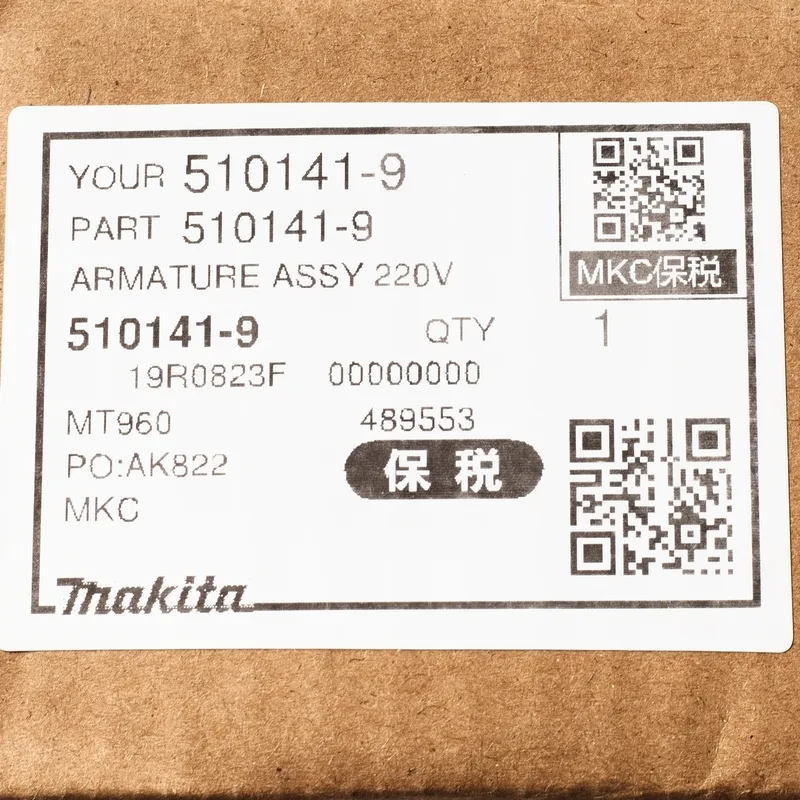 YOUR 510141-9
PART 510141-9
ARMATURE ASSY 220V
MKC保税
510141-9 QTY 1
19R0823F 00000000
MT960 489553
PO:AK822 保税
MKC
makita